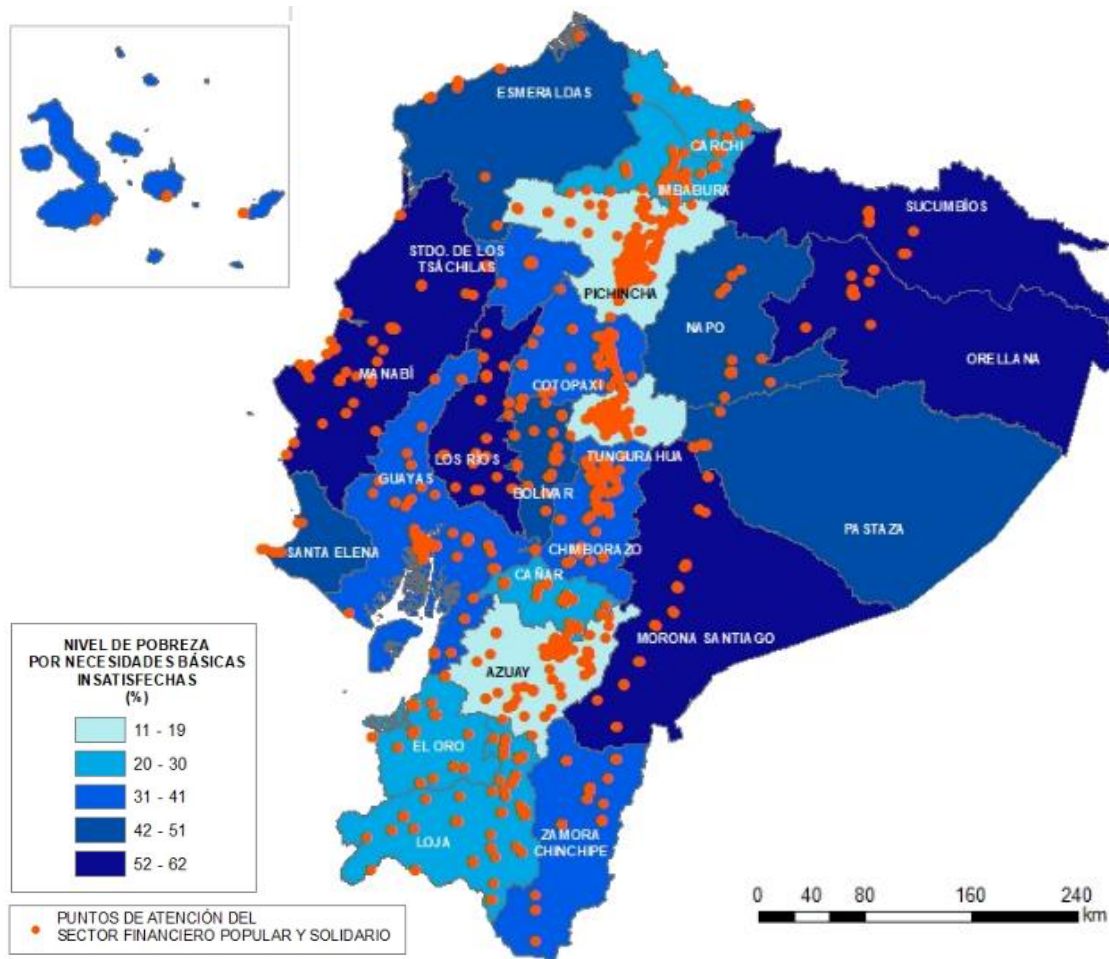 ESMERALDAS
CARCHI
IMBABURA
SUCUMBÍOS
STDO. DE LOS
TSÁCHILAS
PICHINCHA
NAPO
ORELLANA
MANABÍ
COTOPAXI
TUNGURAHUA
LOS RIOS
GUAYAS
BOLÍVAR
PASTAZA
SANTA ELENA
CHIMBORAZO
CAÑAR
MORONA SANTIAGO
AZUAY
EL ORO
LOJA
ZAMORA
CHINCHIPE
NIVEL DE POBREZA
POR NECESIDADES BÁSICAS
INSATISFECHAS
(%)
11 - 19
20 - 30
31 - 41
42 - 51
52 - 62
PUNTOS DE ATENCIÓN DEL
SECTOR FINANCIERO POPULAR Y SOLIDARIO
0 40 80 160 240
km